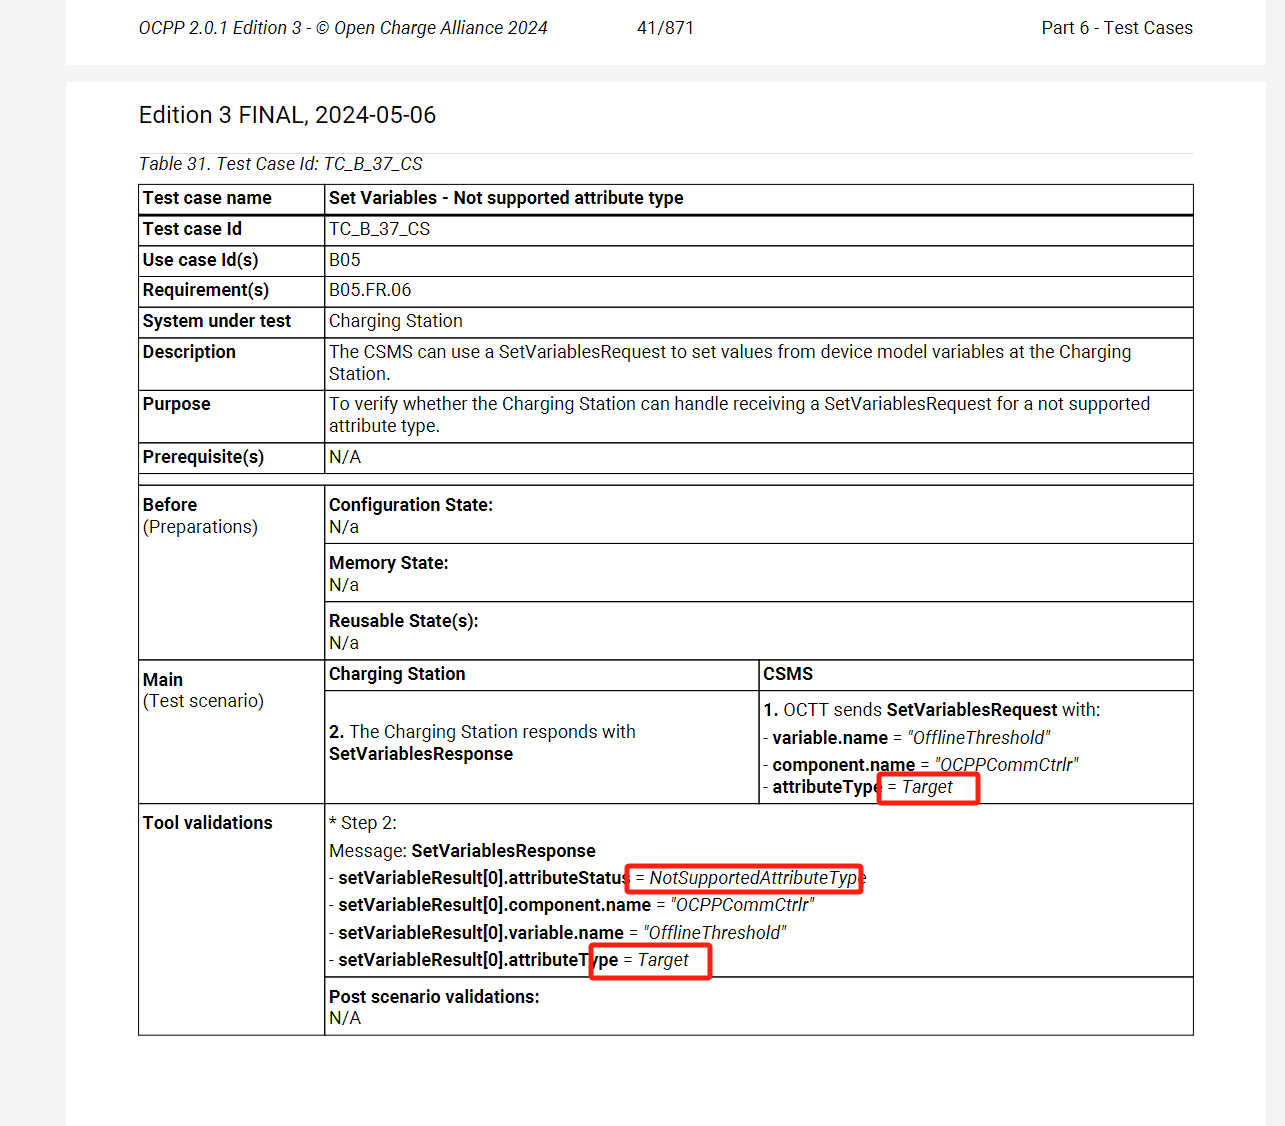 OCPP 2.0.1 Edition 3 - © Open Charge Alliance 2024 41/871 Part 6 - Test Cases
Edition 3 FINAL, 2024-05-06
Table 31. Test Case Id: TC_B_37_CS
Test case name Set Variables - Not supported attribute type
Test case Id TC_B_37_CS
Use case Id(s) B05
Requirement(s) B05.FR.06
System under test Charging Station
Description The CSMS can use a SetVariablesRequest to set values from device model variables at the Charging
Station.
Purpose To verify whether the Charging Station can handle receiving a SetVariablesRequest for a not supported
attribute type.
Prerequisite(s) N/A
Before
(Preparations)
Configuration State:
N/a
Memory State:
N/a
Reusable State(s):
N/a
Main
(Test scenario)
Charging Station
2. The Charging Station responds with
SetVariablesResponse
CSMS
1. OCTT sends SetVariablesRequest with:
- variable.name = "OfflineThreshold"
- component.name = "OCPPCommCtrlr"
- attributeType = Target
Tool validations
* Step 2:
Message: SetVariablesResponse
- setVariableResult[0].attributeStatus = NotSupportedAttributeType
- setVariableResult[0].component.name = "OCPPCommCtrlr"
- setVariableResult[0].variable.name = "OfflineThreshold"
- setVariableResult[0].attributeType = Target
Post scenario validations:
N/A